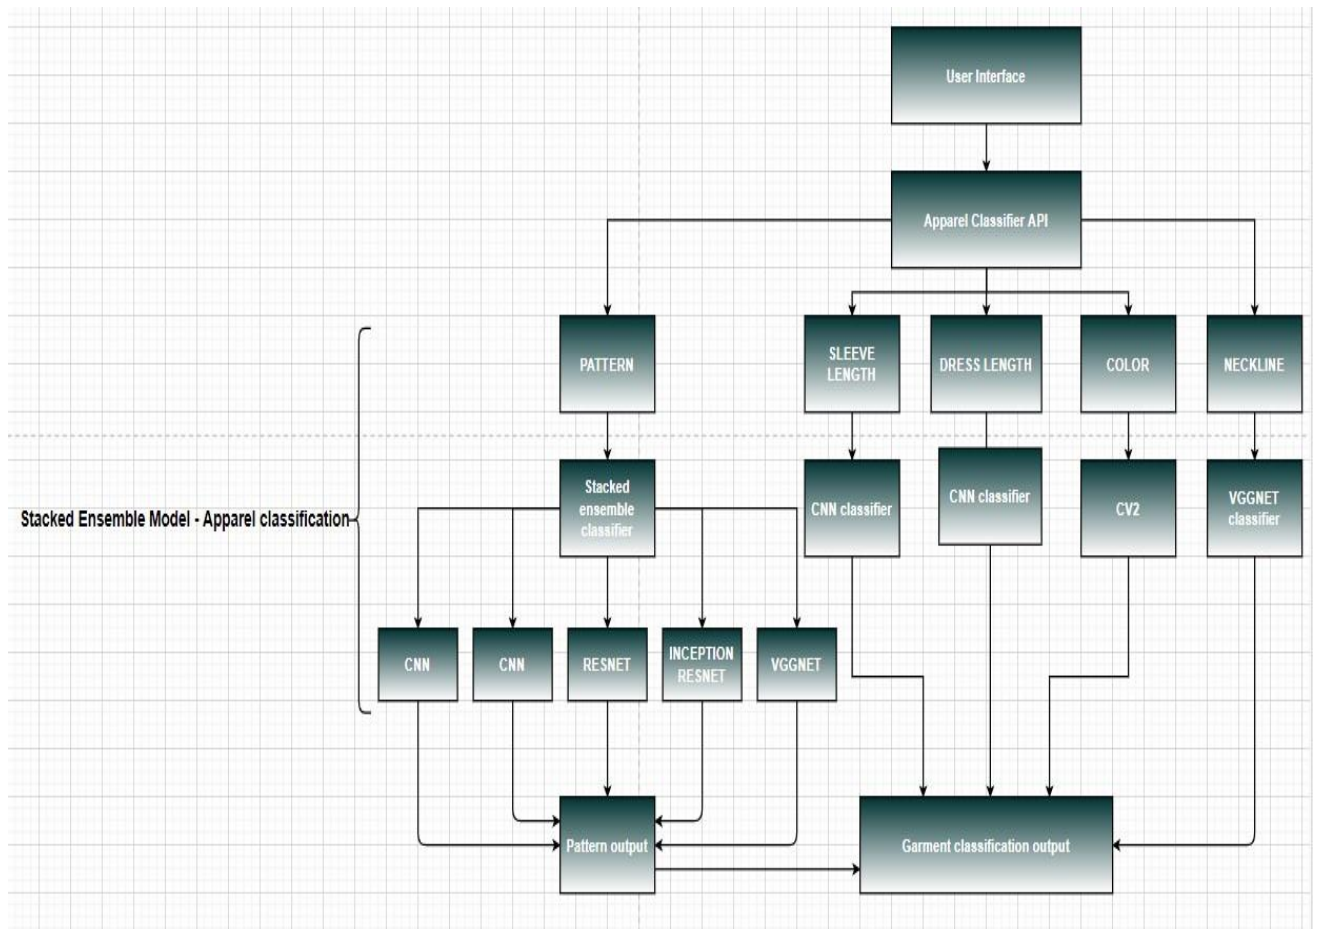 User Interface
Apparel Classifier API
PATTERN
SLEEVE
LENGTH
DRESS LENGTH
COLOR
NECKLINE
Stacked Ensemble Model - Apparel classification
Stacked
ensemble
classifier
CNN classifier
CNN classifier
CV2
VGGNET
classifier
CNN
CNN
RESNET
INCEPTION
RESNET
VGGNET
Pattern output
Garment classification output